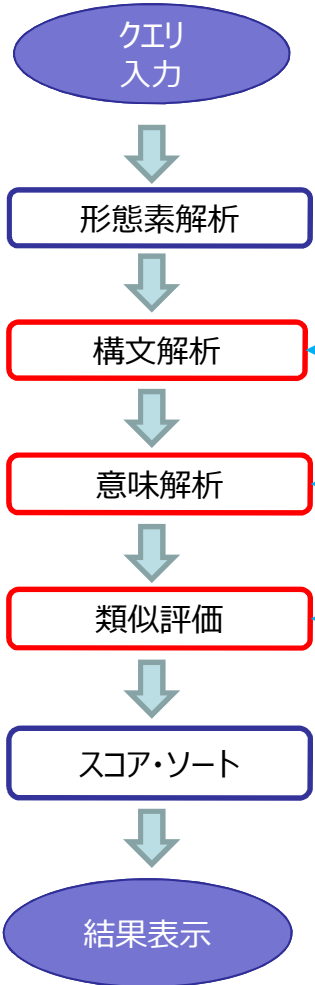 クエリ
入力
形態素解析
構文解析
意味解析
類似評価
スコア・ソート
結果表示